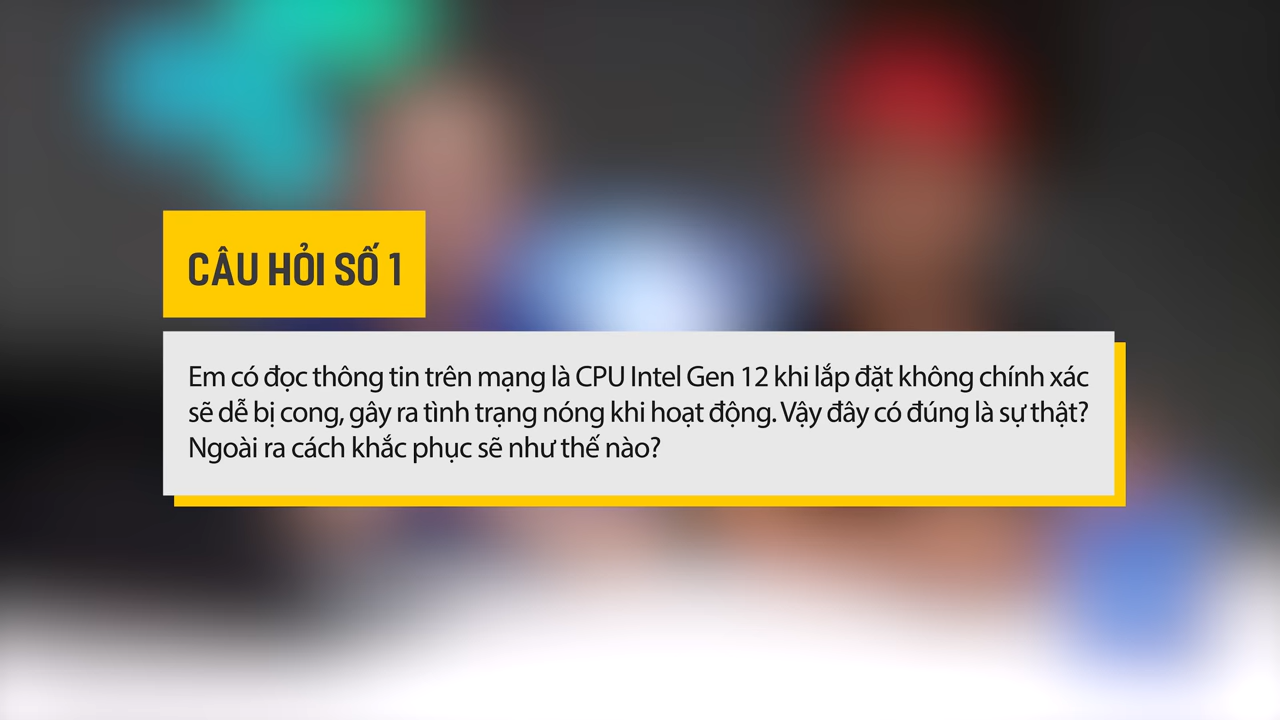 CÂU HỎI SỐ 1
Em có đọc thông tin trên mạng là CPU Intel Gen 12 khi lắp đặt không chính xác
sẽ dễ bị cong, gây ra tình trạng nóng khi hoạt động. Vậy đây có đúng là sự thật?
Ngoài ra cách khắc phục sẽ như thế nào?